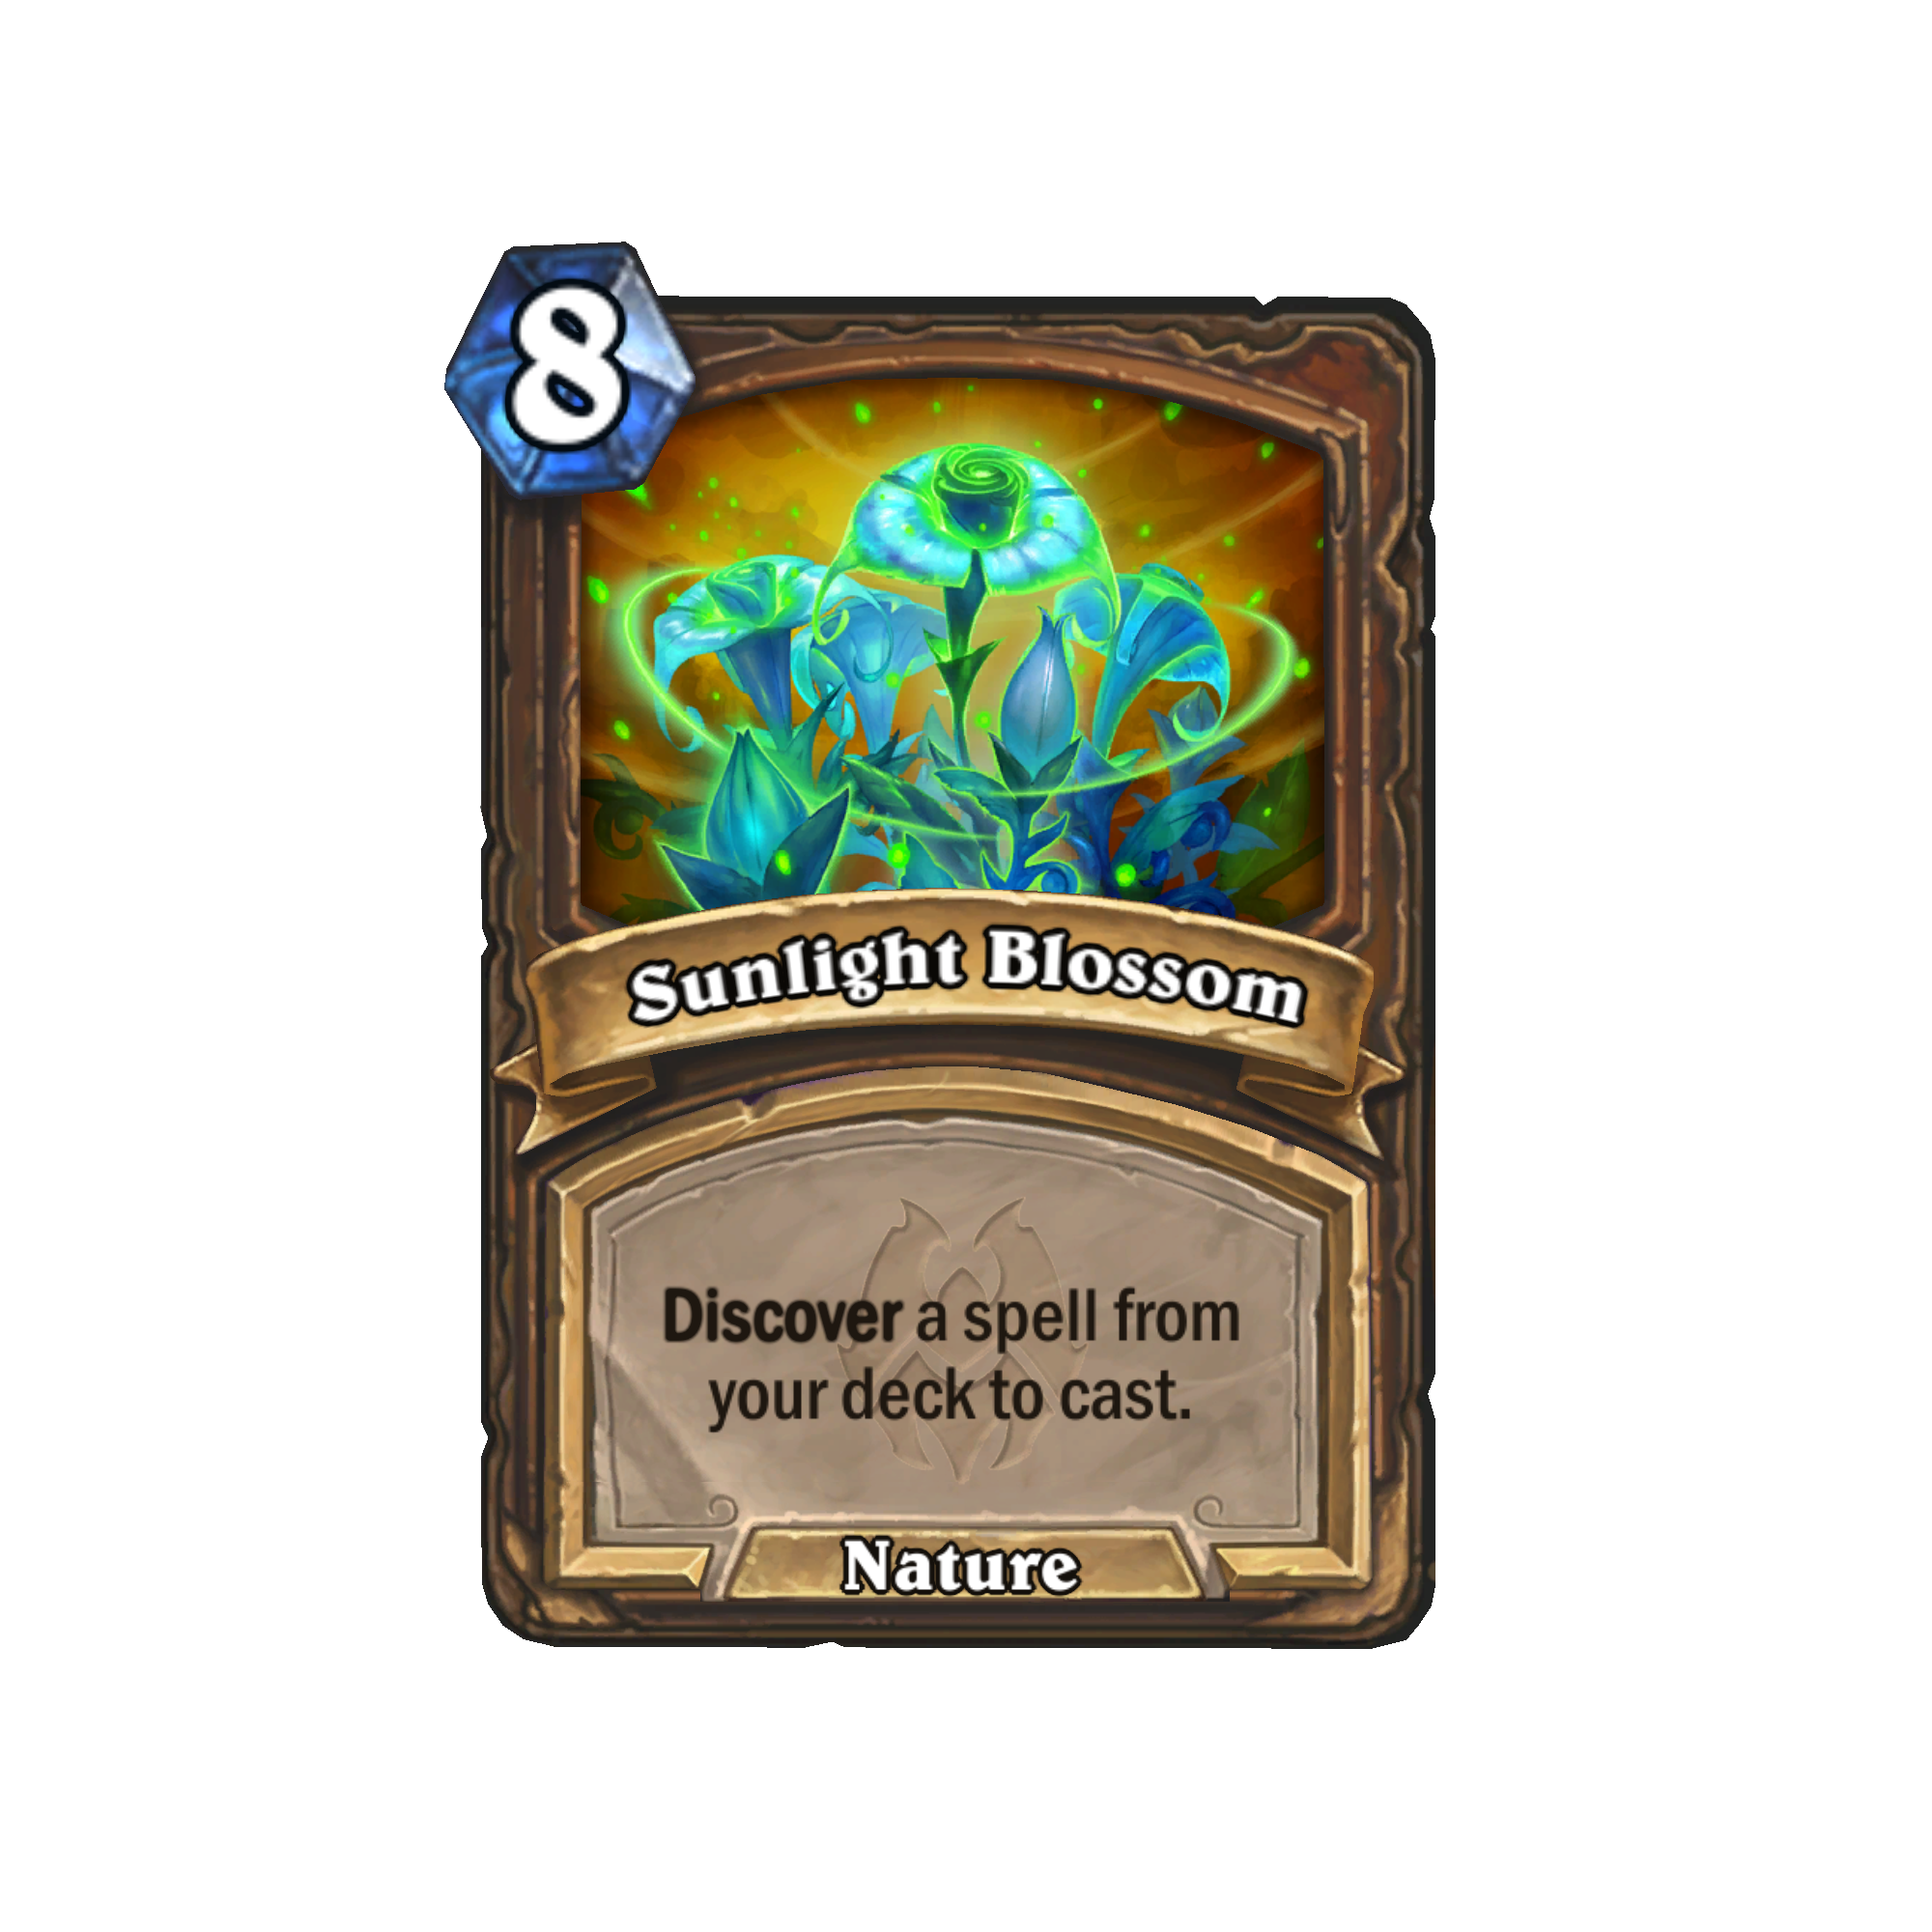 8
Sunlight Blossom
Discover a spell from
your deck to cast.
Nature